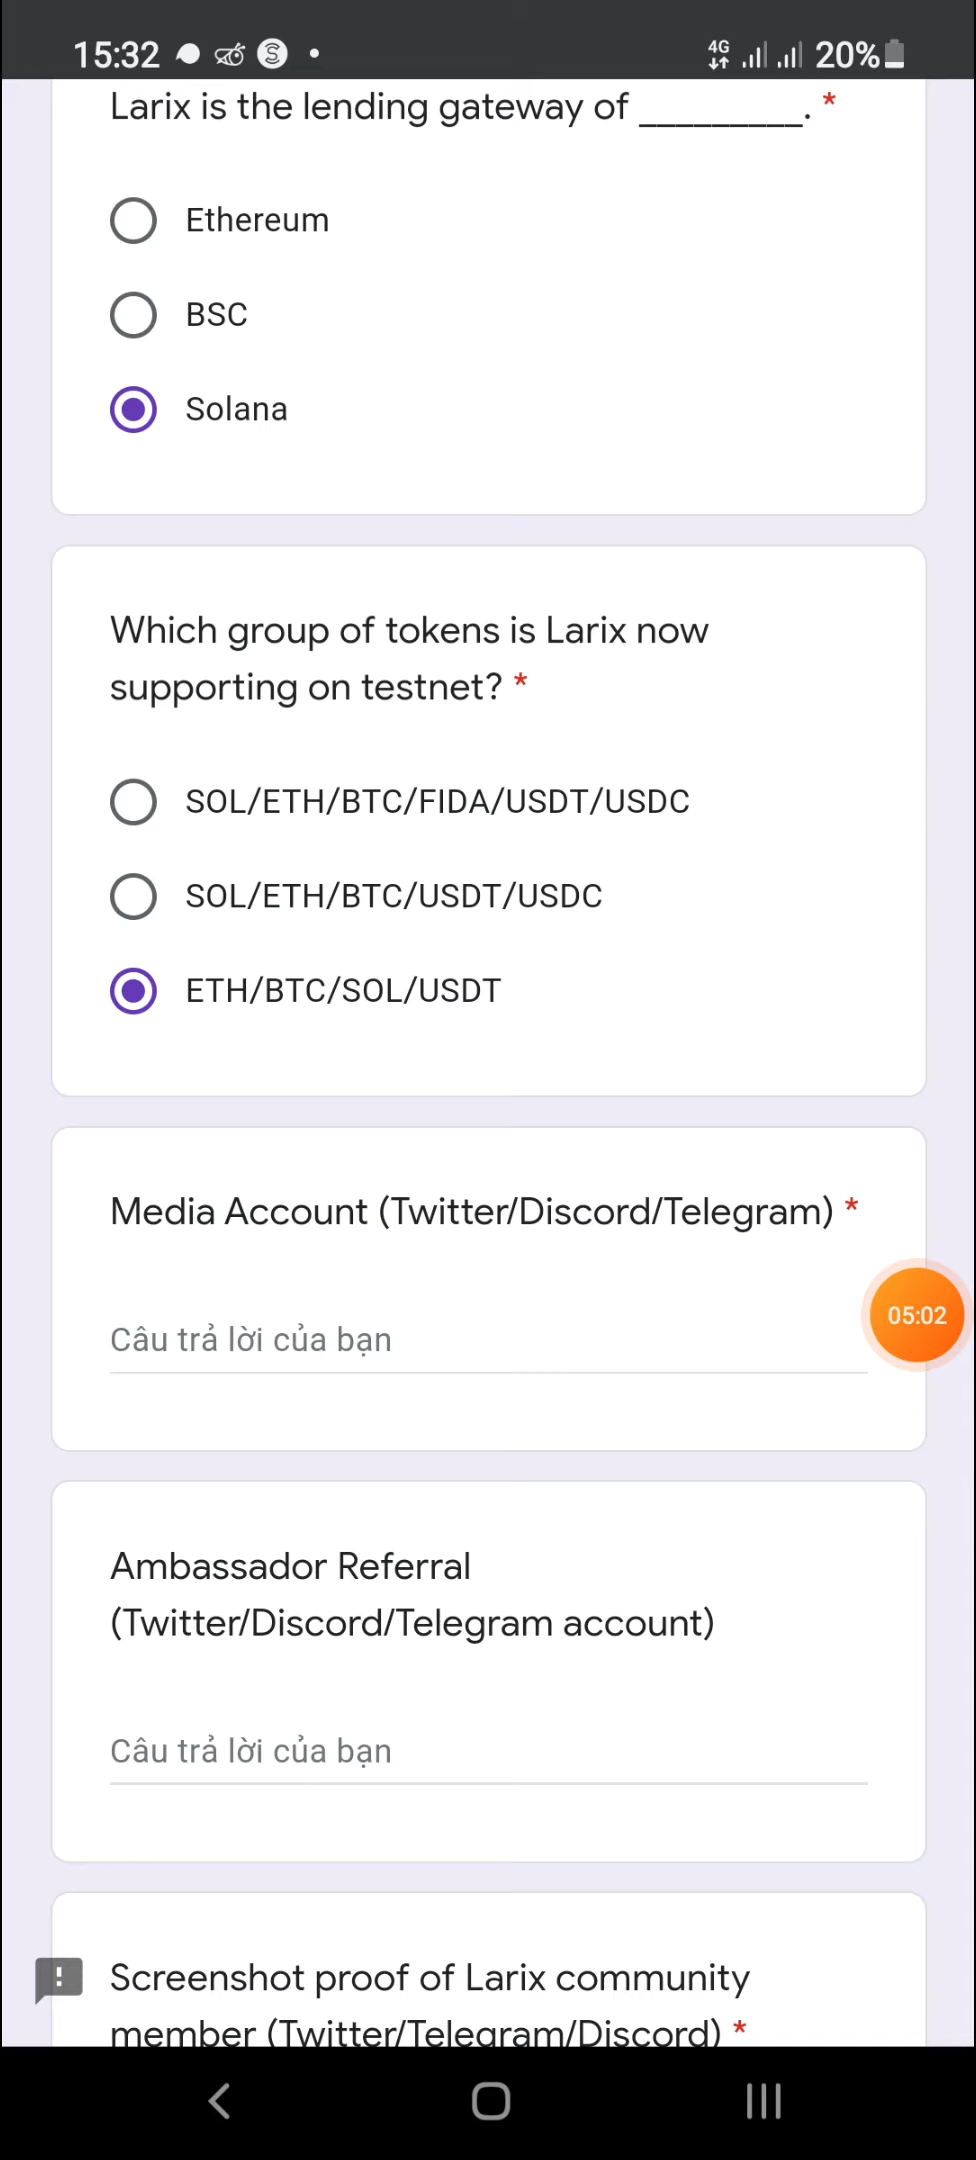 15:32
4G
20%
Larix is the lending gateway of _________. *
Ethereum
BSC
Solana
Which group of tokens is Larix now
supporting on testnet? *
SOL/ETH/BTC/FIDA/USDT/USDC
SOL/ETH/BTC/USDT/USDC
ETH/BTC/SOL/USDT
Media Account (Twitter/Discord/Telegram) *
05:02
Câu trả lời của bạn
Ambassador Referral
(Twitter/Discord/Telegram account)
Câu trả lời của bạn
Screenshot proof of Larix community
member (Twitter/Telegram/Discord) *